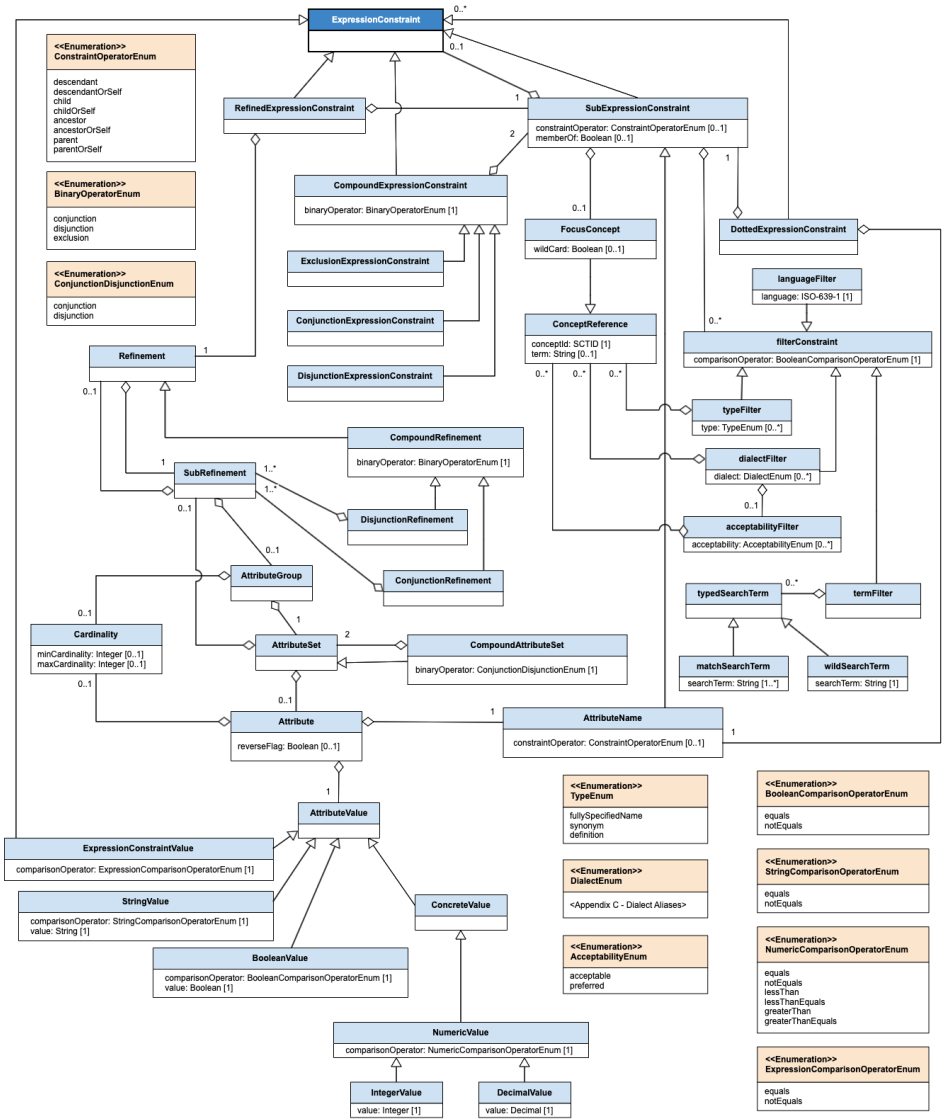 ExpressionConstraint
0..*
0..1
<<Enumeration>>
ConstraintOperatorEnum
descendant
descendantOrSelf
child
childOrSelf
ancestor
ancestorOrSelf
parent
parentOrSelf
RefinedExpressionConstraint
1
SubExpressionConstraint
constraintOperator: ConstraintOperatorEnum [0..1]
memberOf: Boolean [0..1]
2
1
<<Enumeration>>
BinaryOperatorEnum
conjunction
disjunction
exclusion
CompoundExpressionConstraint
binaryOperator: BinaryOperatorEnum [1]
0..1
FocusConcept
wildCard: Boolean [0..1]
DottedExpressionConstraint
<<Enumeration>>
ConjunctionDisjunctionEnum
conjunction
disjunction
ExclusionExpressionConstraint
ConjunctionExpressionConstraint
DisjunctionExpressionConstraint
languageFilter
language: ISO-639-1 [1]
ConceptReference
conceptId: SCTID [1]
term: String [0..1]
0..*
filterConstraint
comparisonOperator: BooleanComparisonOperatorEnum [1]
Refinement
1
0..1
0..*
0..*
0..*
typeFilter
type: TypeEnum [0..*]
CompoundRefinement
binaryOperator: BinaryOperatorEnum [1]
dialectFilter
dialect: DialectEnum [0..*]
1
SubRefinement
1..*
1..*
0..1
0..1
DisjunctionRefinement
acceptabilityFilter
acceptability: AcceptabilityEnum [0..*]
0..1
AttributeGroup
ConjunctionRefinement
typedSearchTerm
0..*
termFilter
0..1
1
Cardinality
minCardinality: Integer [0..1]
maxCardinality: Integer [0..1]
AttributeSet
2
CompoundAttributeSet
binaryOperator: ConjunctionDisjunctionEnum [1]
matchSearchTerm
searchTerm: String [1..*]
wildSearchTerm
searchTerm: String [1]
0..1
0..1
Attribute
reverseFlag: Boolean [0..1]
1
AttributeName
constraintOperator: ConstraintOperatorEnum [0..1]
1
1
AttributeValue
<<Enumeration>>
TypeEnum
fullySpecifiedName
synonym
definition
<<Enumeration>>
BooleanComparisonOperatorEnum
equals
notEquals
ExpressionConstraintValue
comparisonOperator: ExpressionComparisonOperatorEnum [1]
<<Enumeration>>
DialectEnum
<Appendix C - Dialect Aliases>
<<Enumeration>>
StringComparisonOperatorEnum
equals
notEquals
StringValue
comparisonOperator: StringComparisonOperatorEnum [1]
value: String [1]
ConcreteValue
BooleanValue
comparisonOperator: BooleanComparisonOperatorEnum [1]
value: Boolean [1]
<<Enumeration>>
AcceptabilityEnum
acceptable
preferred
<<Enumeration>>
NumericComparisonOperatorEnum
equals
notEquals
lessThan
lessThanEquals
greaterThan
greaterThanEquals
NumericValue
comparisonOperator: NumericComparisonOperatorEnum [1]
IntegerValue
value: Integer [1]
DecimalValue
value: Decimal [1]
<<Enumeration>>
ExpressionComparisonOperatorEnum
equals
notEquals